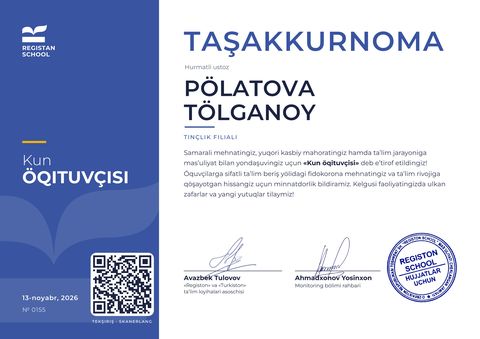 REGISTAN
SCHOOL
Kun
ÖQITUVÇISI
13-noyabr, 2026
№ 0155
TEKŞIRIŞ - SKANERLANG
TAŞAKKURNOMA
Hurmatli ustoz
PÖLATOVA
TÖLGANOY
TINÇLIK FILIALI
Samarali mehnatingiz, yuqori kasbiy mahoratingiz hamda ta'lim jarayoniga
mas'uliyat bilan yondaşuvingiz uçun «Kun öqituvçisi» deb e'tirof etildingiz!
Öquvçilarga sifatli ta'lim beriş yölidagi fidokorona mehnatingiz va ta'lim rivojiga
qöşayotgan hissangiz uçun minnatdorlik bildiramiz. Kelgusi faoliyatingizda ulkan
zafarlar va yangi yutuqlar tilaymiz!
Avazbek Tulovov
«Registon» va «Turkiston»
ta'lim loyihalari asoschisi
Ahmadxonov Yosinxon
Monitoring bölimi rahbari
REGISTON
SCHOOL
HUJJATLAR
UCHUN